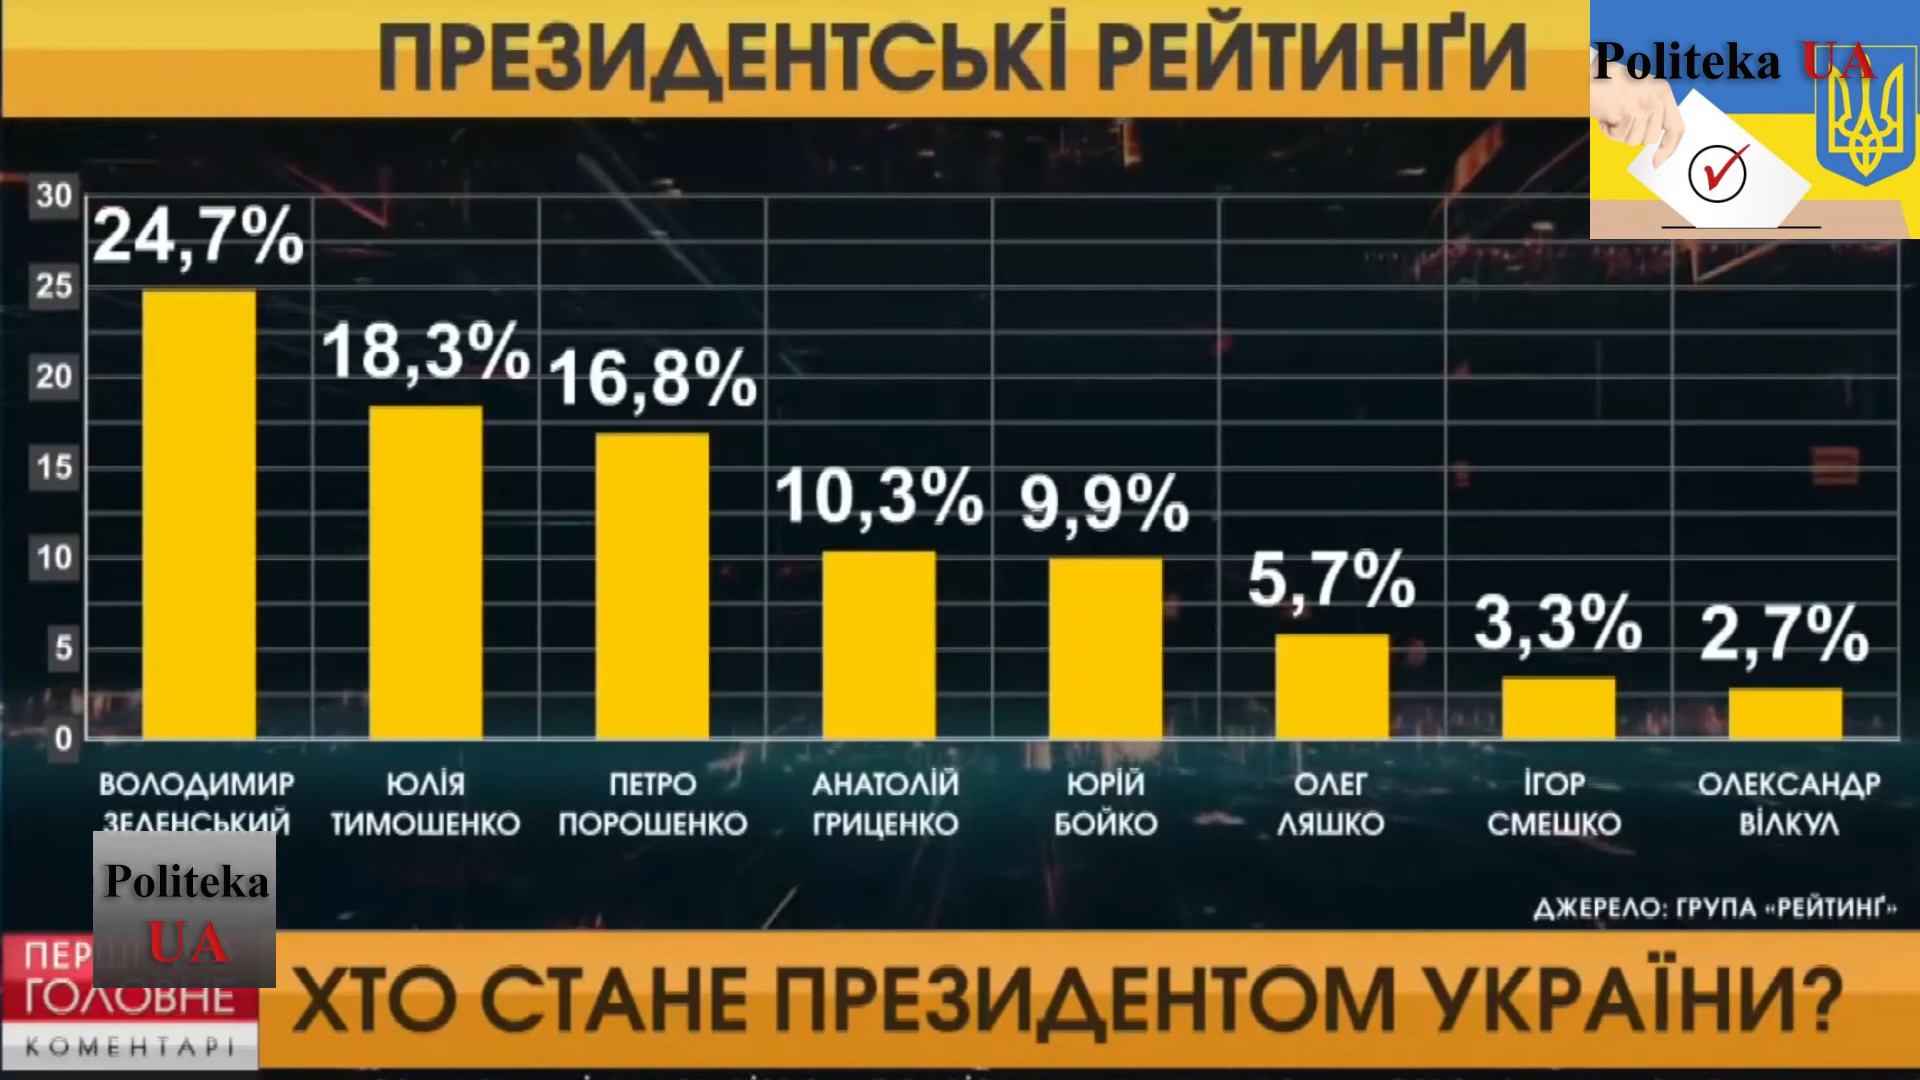 ПРЕЗИДЕНТСЬКІ РЕЙТИНҐИ
Politeka UA
30
25
20
15
10
5
0
24,7%
18,3%
16,8%
10,3%
9,9%
5,7%
3,3%
2,7%
ВОЛОДИМИР
ЗЕЛЕНСЬКИЙ
ЮЛІЯ
ТИМОШЕНКО
ПЕТРО
ПОРОШЕНКО
АНАТОЛІЙ
ГРИЦЕНКО
ЮРІЙ
БОЙКО
ОЛЕГ
ЛЯШКО
ІГОР
СМЕШКО
ОЛЕКСАНДР
ВІЛКУЛ
ДЖЕРЕЛО: ГРУПА «РЕЙТИНҐ»
Politeka
UA
ГОЛОВНЕ
КОМЕНТАРІ
ХТО СТАНЕ ПРЕЗИДЕНТОМ УКРАЇНИ?